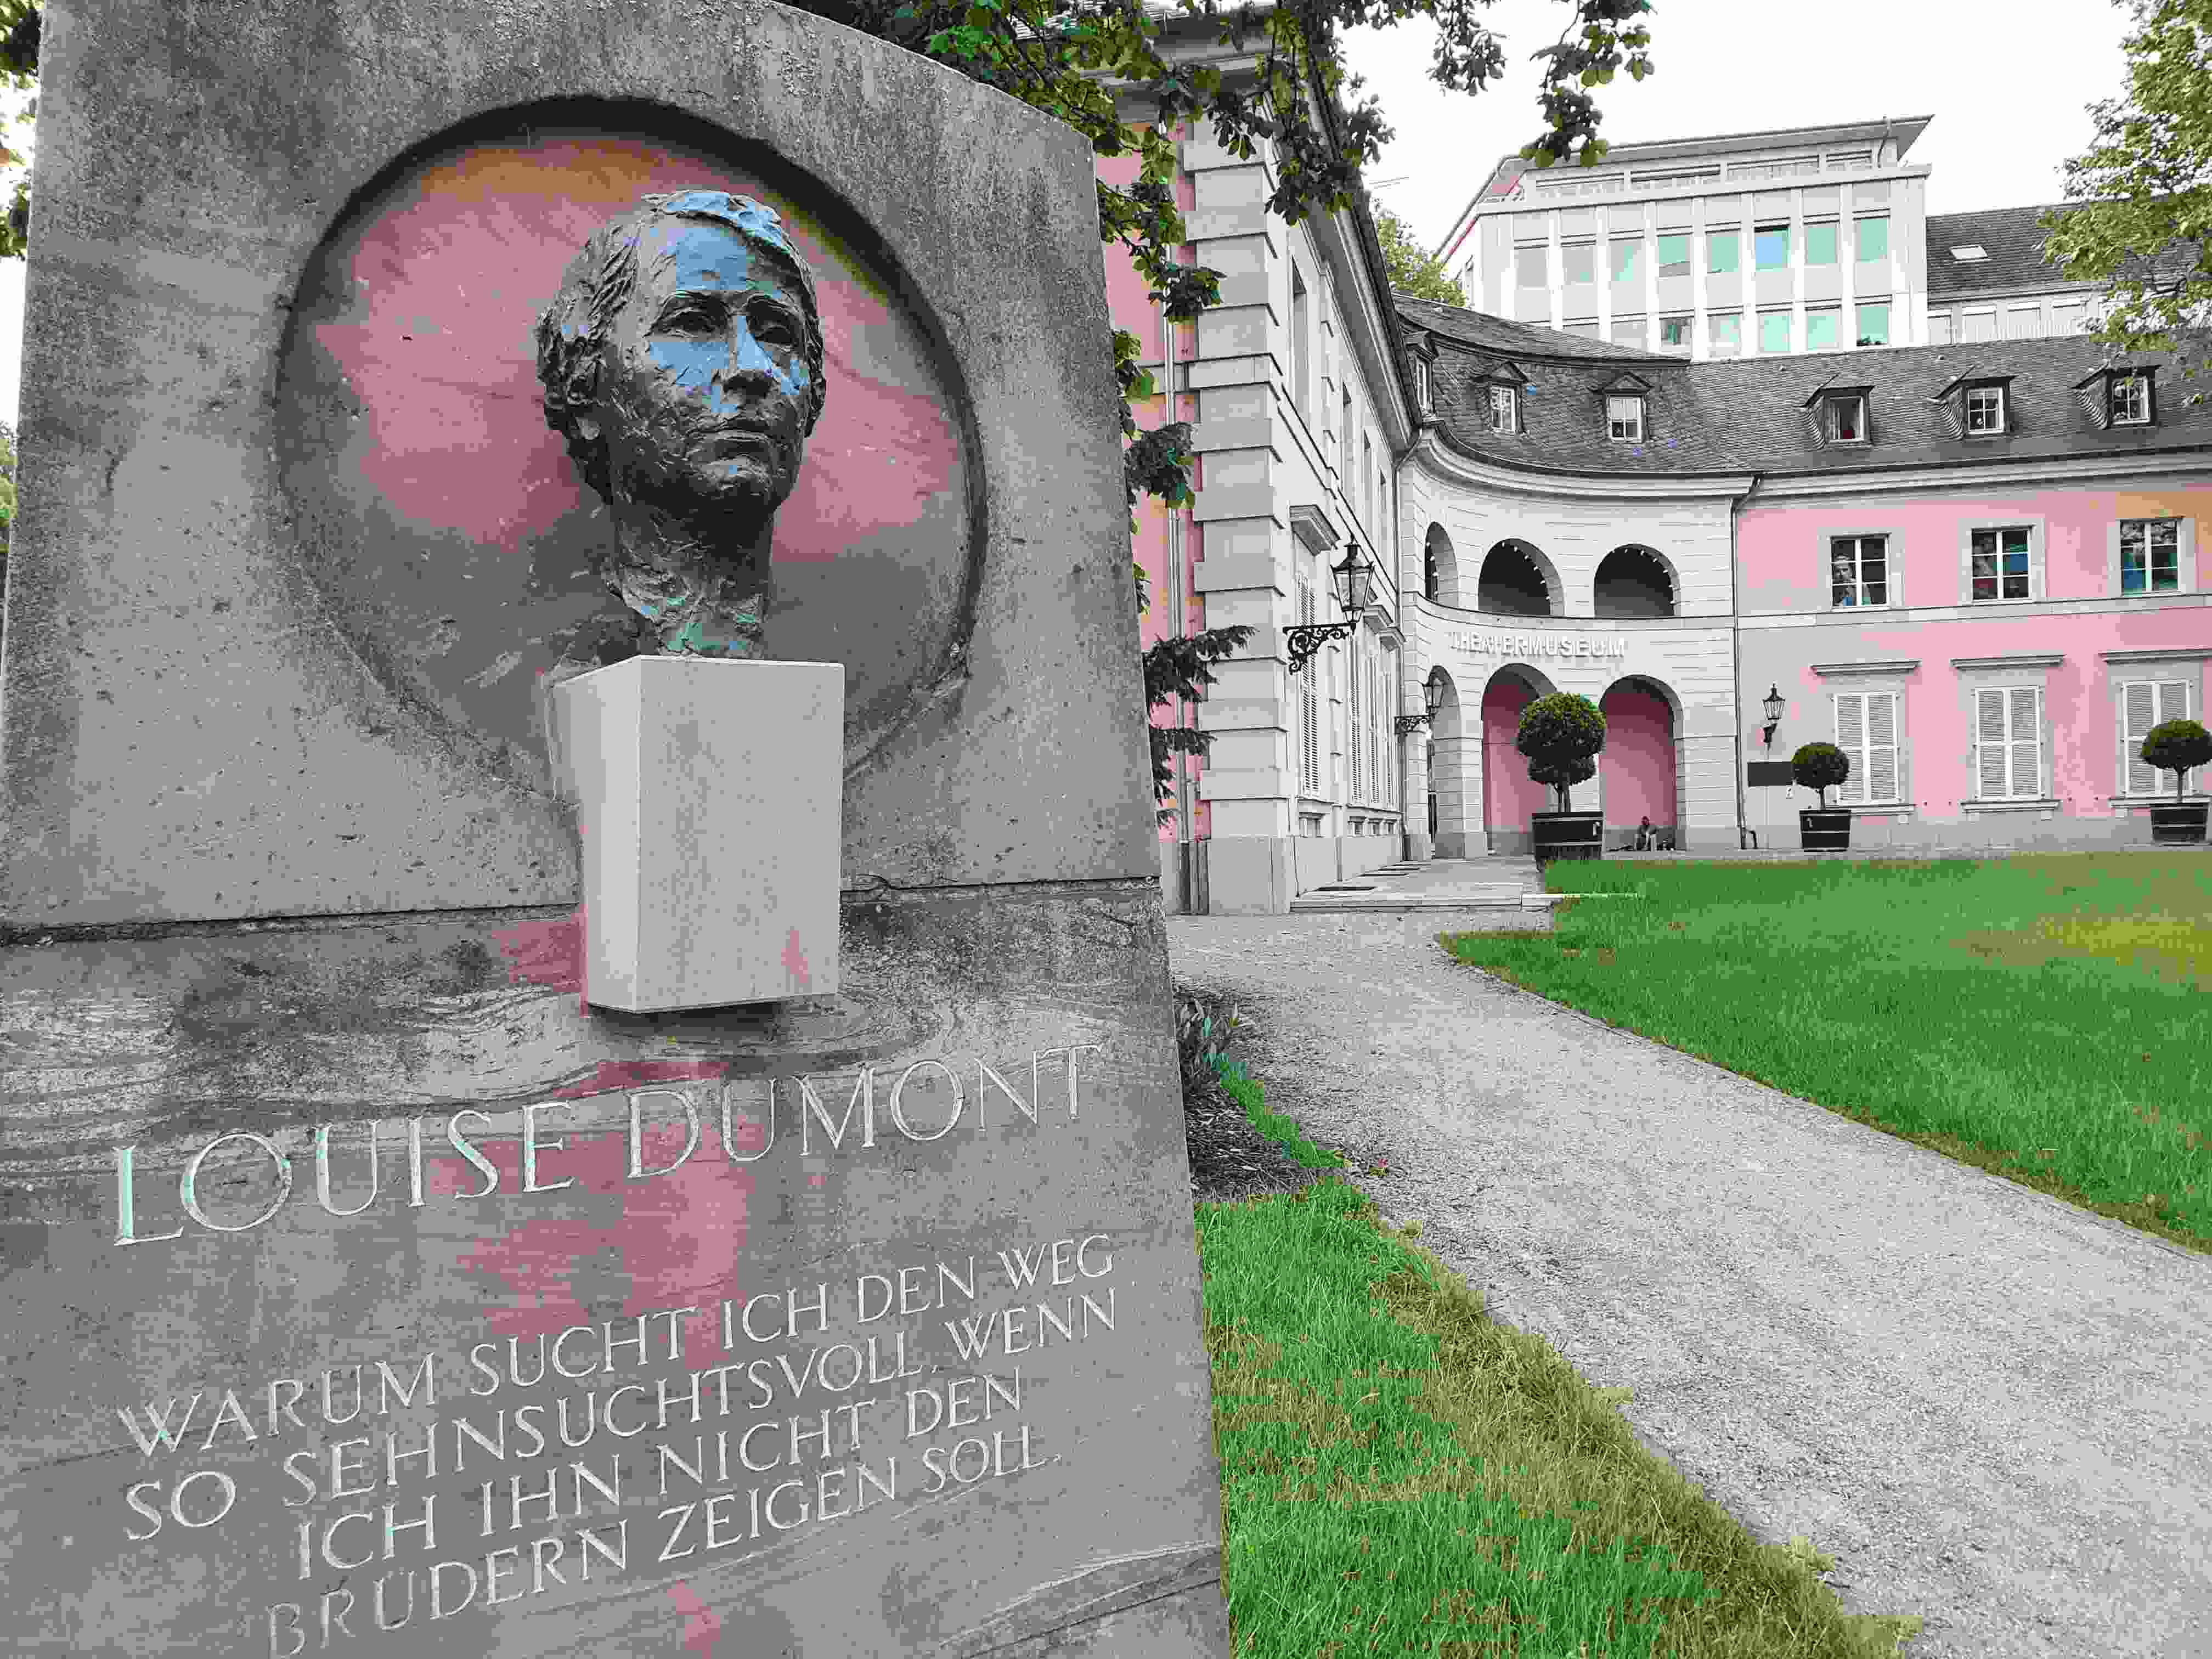 LOUISE DUMONT
WARUM SUCHT ICH DEN WEG
SO SEHNSUCHTSVOLL, WENN
ICH IHN NICHT DEN
BRÜDERN ZEIGEN SOLL.
THEATERMUSEUM